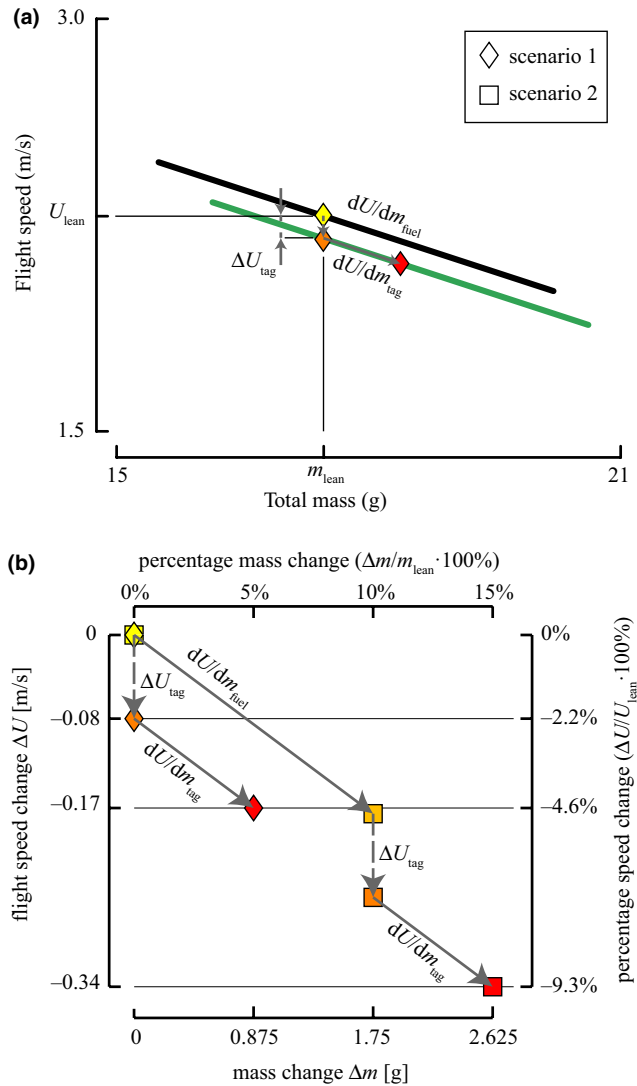 (a)
3.0
scenario 1
scenario 2
Flight speed (m/s)
U_lean
dU/dm_fuel
ΔU_tag
dU/dm_tag
1.5
15
m_lean
21
Total mass (g)
(b)
percentage mass change (Δm/m_lean·100%)
0%
5%
10%
15%
0
0%
ΔU_tag
dU/dm_fuel
−0.08
−2.2%
dU/dm_tag
−0.17
−4.6%
ΔU_tag
dU/dm_tag
−0.34
−9.3%
flight speed change ΔU [m/s]
percentage speed change (ΔU/U_lean·100%)
0
0.875
1.75
2.625
mass change Δm [g]